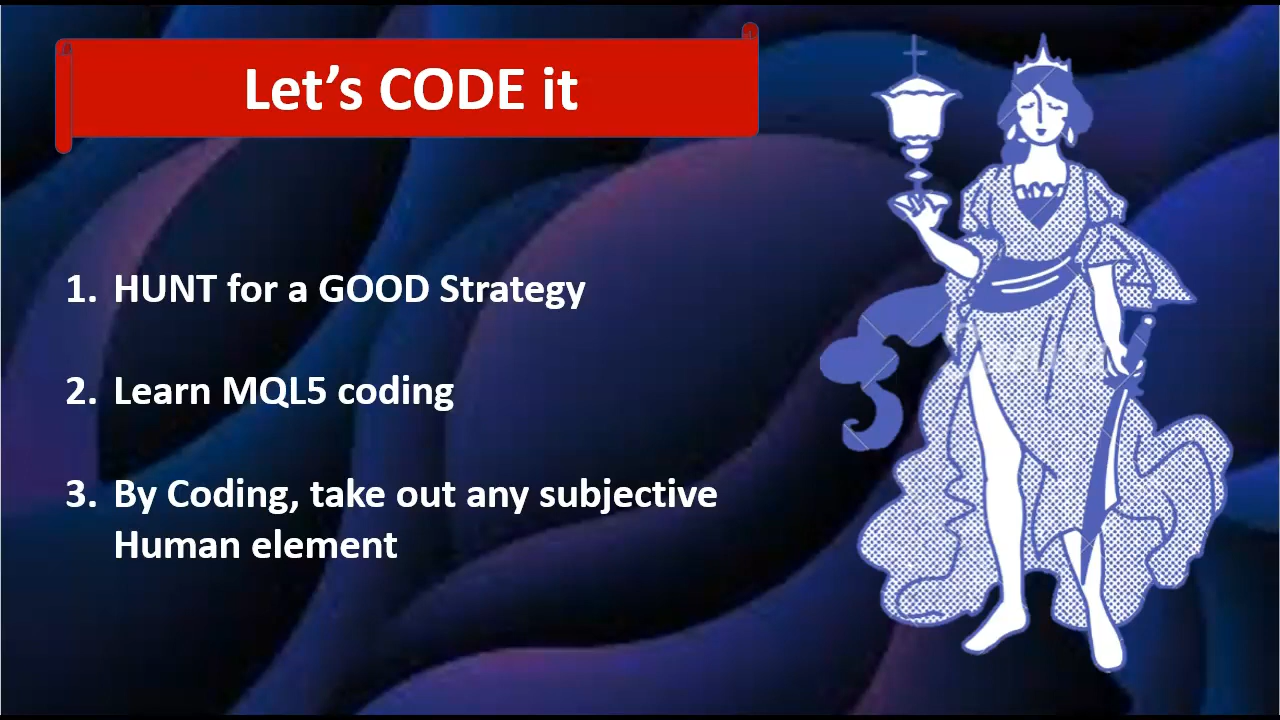 Let's CODE it
1. HUNT for a GOOD Strategy
2. Learn MQL5 coding
3. By Coding, take out any subjective
Human element